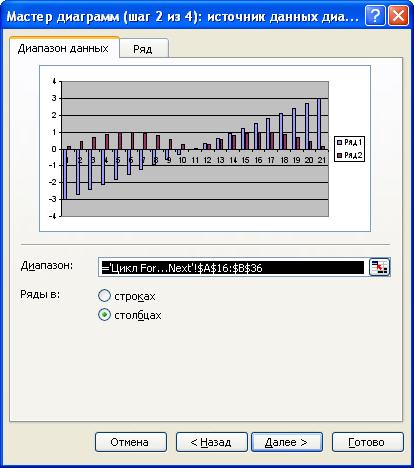 Мастер диаграмм (шаг 2 из 4): источник данных диа...
Диапазон данных Ряд
4
3
2
1
0
-1
-2
-3
-4
1 2 3 4 5 6 7 8 9 10 11 12 13 14 15 16 17 18 19 20 21
Ряд1
Ряд2
Диапазон: ='Цикл For...Next'!$A$16:$B$36
Ряды в: строках
столбцах
Отмена < Назад Далее > Готово